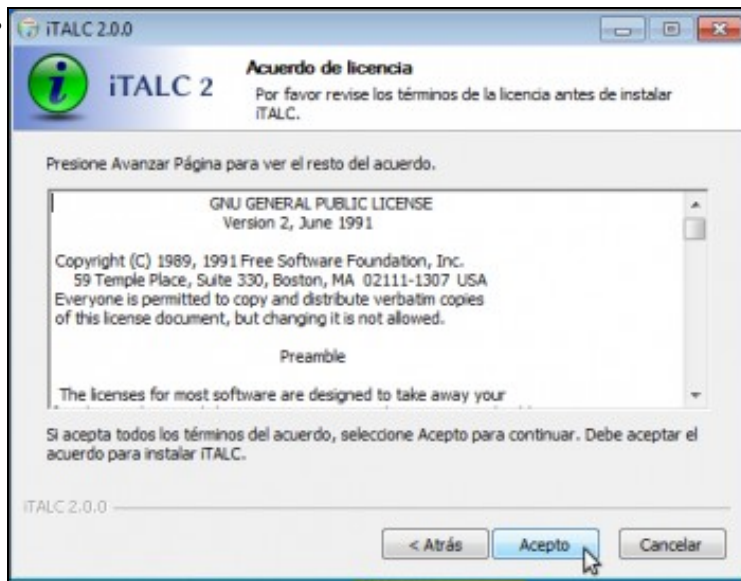 iTALC 2.0.0
iTALC 2
Acuerdo de licencia
Por favor revise los términos de la licencia antes de instalar
iTALC.
Presione Avanzar Página para ver el resto del acuerdo.
GNU GENERAL PUBLIC LICENSE
Version 2, June 1991
Copyright (C) 1989, 1991 Free Software Foundation, Inc.
59 Temple Place, Suite 330, Boston, MA 02111-1307 USA
Everyone is permitted to copy and distribute verbatim copies
of this license document, but changing it is not allowed.
Preamble
The licenses for most software are designed to take away your
Si acepta todos los términos del acuerdo, seleccione Acepto para continuar. Debe aceptar el
acuerdo para instalar iTALC.
iTALC 2.0.0
< Atrás Acepto Cancelar